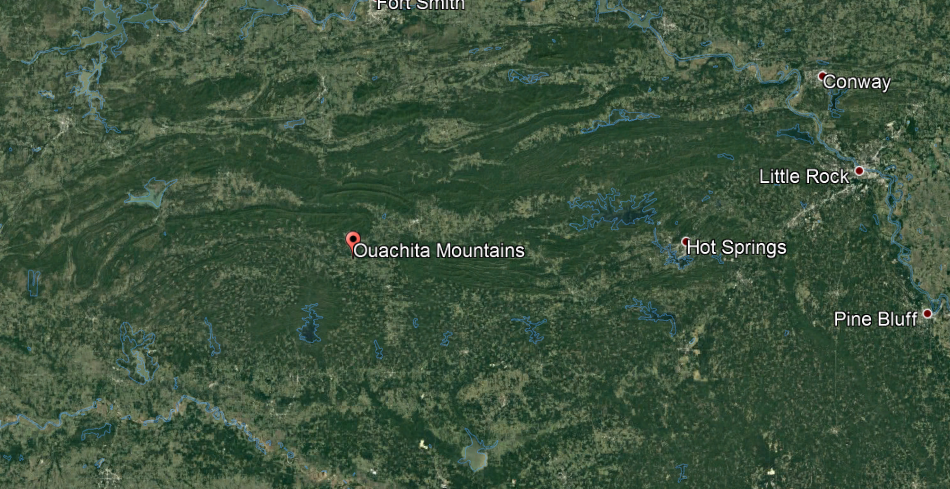 Fort Smith
Conway
Little Rock
Ouachita Mountains
Hot Springs
Pine Bluff